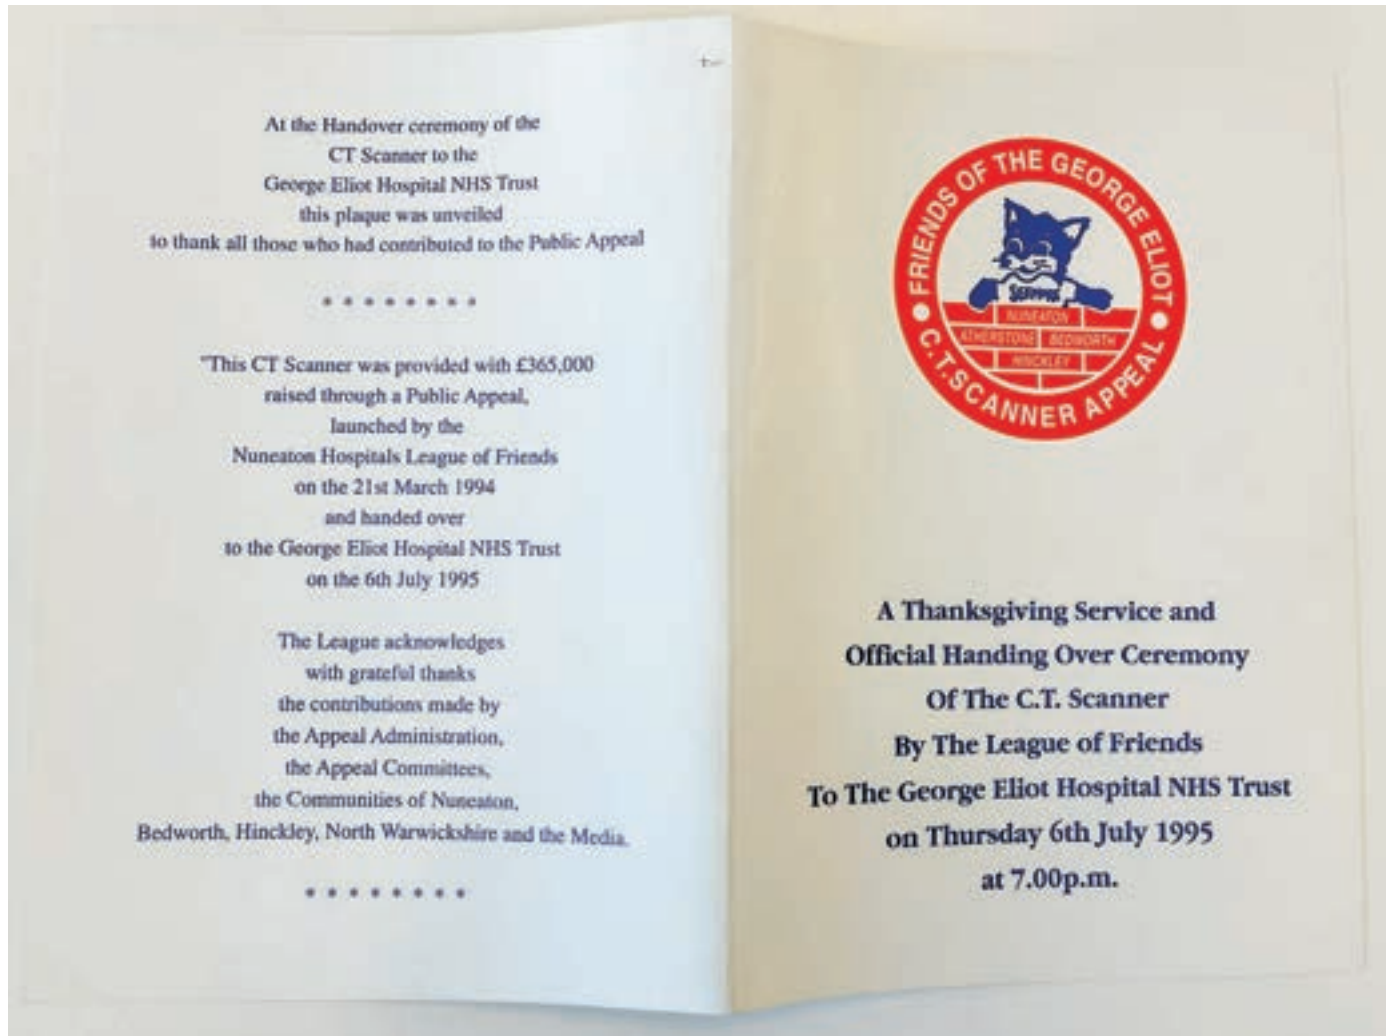 At the Handover ceremony of the
CT Scanner to the
George Eliot Hospital NHS Trust
this plaque was unveiled
to thank all those who had contributed to the Public Appeal
* * * * * * * *
"This CT Scanner was provided with £365,000
raised through a Public Appeal,
launched by the
Nuneaton Hospitals League of Friends
on the 21st March 1994
and handed over
to the George Eliot Hospital NHS Trust
on the 6th July 1995
The League acknowledges
with grateful thanks
the contributions made by
the Appeal Administration,
the Appeal Committees,
the Communities of Nuneaton,
Bedworth, Hinckley, North Warwickshire and the Media.
* * * * * * * *
FRIENDS OF THE GEORGE ELIOT
C.T.SCANNER APPEAL
NUNEATON
ATHERSTONE BEDWORTH
HINCKLEY
A Thanksgiving Service and
Official Handing Over Ceremony
Of The C.T. Scanner
By The League of Friends
To The George Eliot Hospital NHS Trust
on Thursday 6th July 1995
at 7.00p.m.